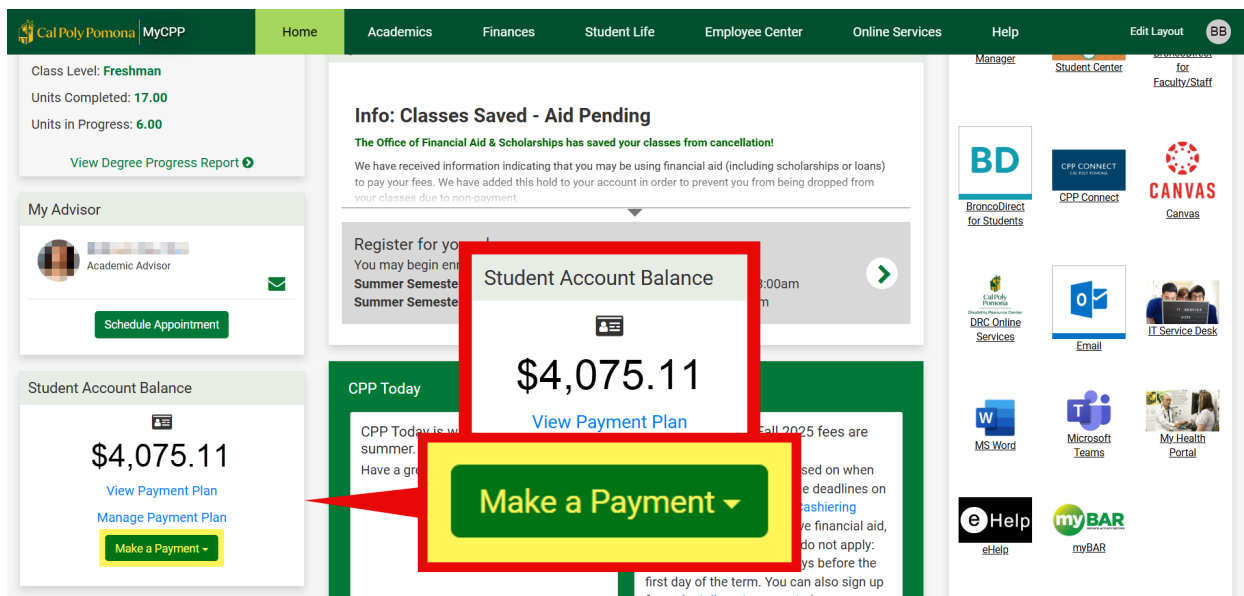 Cal Poly Pomona MyCPP
Home
Academics
Finances
Student Life
Employee Center
Online Services
Help
Edit Layout
BB
Class Level: Freshman
Units Completed: 17.00
Units in Progress: 6.00
View Degree Progress Report
My Advisor
Academic Advisor
Schedule Appointment
Student Account Balance
$4,075.11
View Payment Plan
Manage Payment Plan
Make a Payment
Info: Classes Saved - Aid Pending
The Office of Financial Aid & Scholarships has saved your classes from cancellation!
We have received information indicating that you may be using financial aid (including scholarships or loans)
to pay your fees. We have added this hold to your account in order to prevent you from being dropped from
your classes due to non-payment.
Register for yo
You may begin enr
Summer Semeste
:00am
Summer Semeste
m
Student Account Balance
$4,075.11
View Payment Plan
Make a Payment
CPP Today
CPP Today is w
summer.
Have a gre
Fall 2025 fees are
sed on when
e deadlines on
Cashiering
ve financial aid,
do not apply:
ys before the
first day of the term. You can also sign up
Manager
Student Center
BroncoDirect
for
Faculty/Staff
BD
BroncoDirect
for Students
CPP CONNECT
CAL POLY POMONA
CPP Connect
CANVAS
Canvas
Cal Poly
Pomona
Disability Resource Center
DRC Online
Services
Email
IT SERVICE
DESK
IT Service Desk
W
MS Word
T
Microsoft
Teams
My Health
Portal
eHelp
eHelp
myBAR
myBAR